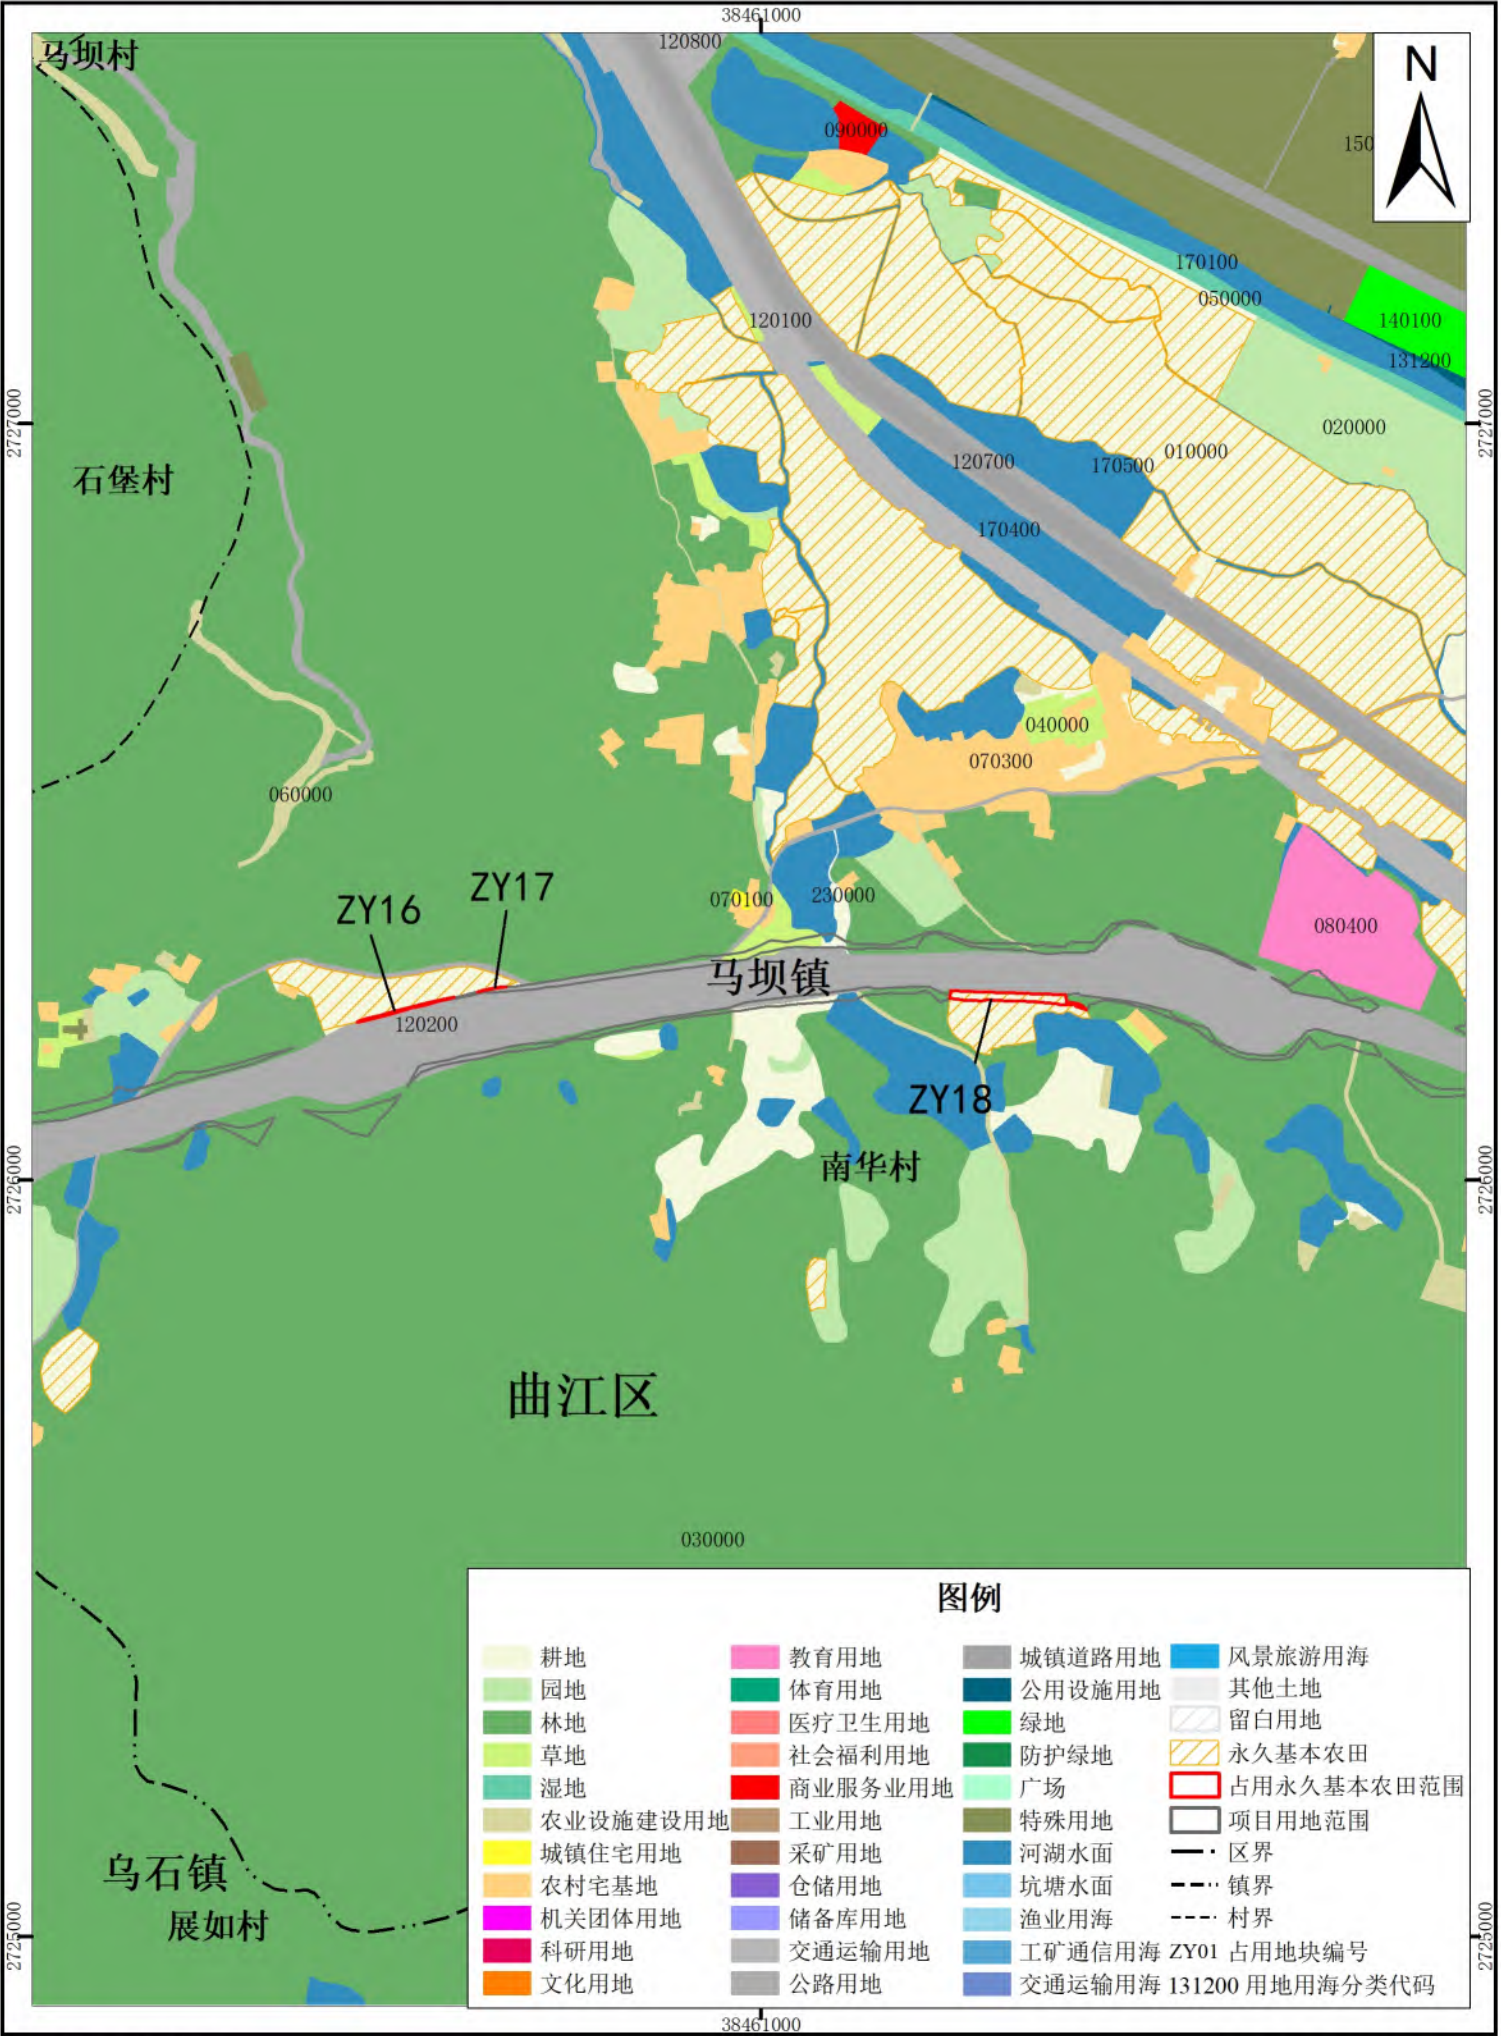 38461000
马坝村
120800
N
090000
150
170100
050000
120100
140100
131200
2727000
2727000
020000
010000
120700
170500
石堡村
170400
040000
070300
060000
ZY16
ZY17
070100
230000
080400
马坝镇
120200
ZY18
南华村
2726000
2726000
曲江区
030000
图例
耕地
园地
林地
草地
湿地
农业设施建设用地
城镇住宅用地
农村宅基地
机关团体用地
科研用地
文化用地
教育用地
体育用地
医疗卫生用地
社会福利用地
商业服务业用地
工业用地
采矿用地
仓储用地
储备库用地
交通运输用地
公路用地
城镇道路用地
公用设施用地
绿地
防护绿地
广场
特殊用地
河湖水面
坑塘水面
渔业用海
工矿通信用海
交通运输用海
风景旅游用海
其他土地
留白用地
永久基本农田
占用永久基本农田范围
项目用地范围
区界
镇界
村界
ZY01 占用地块编号
131200 用地用海分类代码
乌石镇
展如村
2725000
2725000
38461000